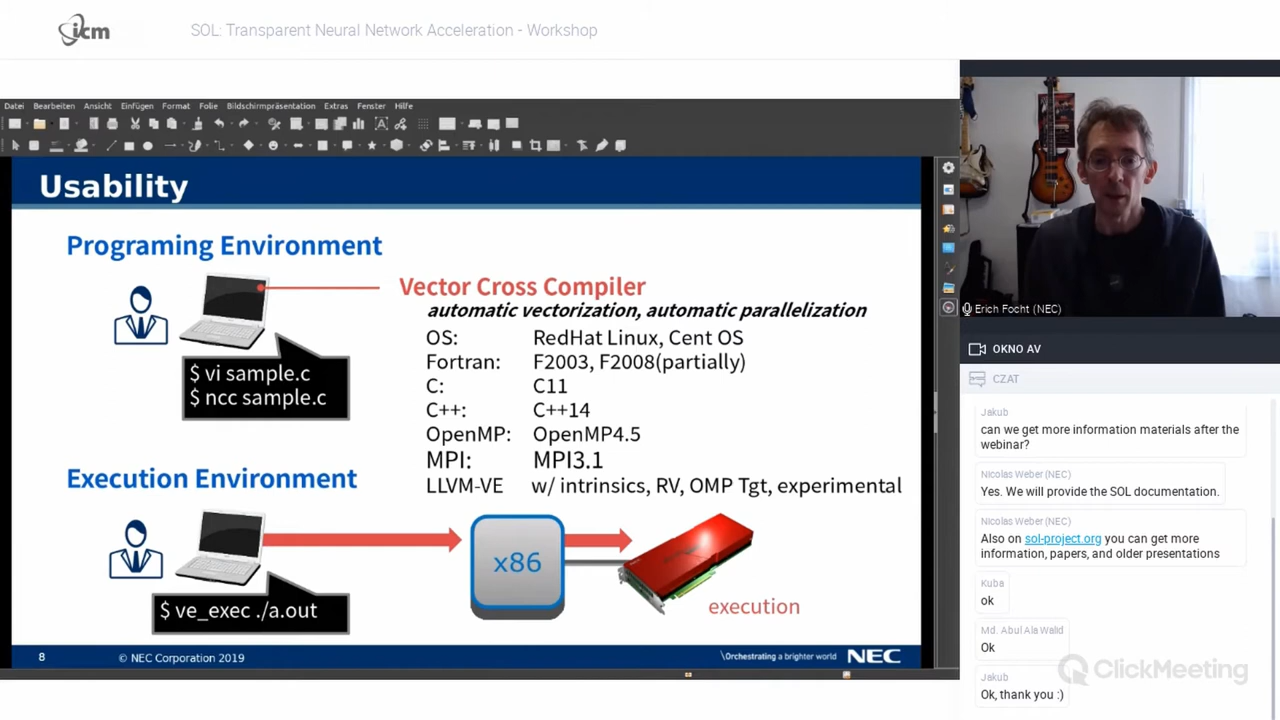 icm
SOL: Transparent Neural Network Acceleration - Workshop
Datei Bearbeiten Ansicht Einfügen Format Folie Bildschirmpräsentation Extras Fenster Hilfe
Usability
Programing Environment
Vector Cross Compiler
automatic vectorization, automatic parallelization
OS: RedHat Linux, Cent OS
Fortran: F2003, F2008(partially)
C: C11
C++: C++14
OpenMP: OpenMP4.5
MPI: MPI3.1
LLVM-VE w/ intrinsics, RV, OMP Tgt, experimental
$ vi sample.c
$ ncc sample.c
Execution Environment
$ ve_exec ./a.out
x86
execution
8 © NEC Corporation 2019
\Orchestrating a brighter world NEC
Erich Focht (NEC)
OKNO AV
CZAT
Jakub
can we get more information materials after the
webinar?
Nicolas Weber (NEC)
Yes. We will provide the SOL documentation.
Nicolas Weber (NEC)
Also on sol-project.org you can get more
information, papers, and older presentations
Kuba
ok
Md. Abul Ala Walid
Ok
Jakub
Ok, thank you :)
ClickMeeting